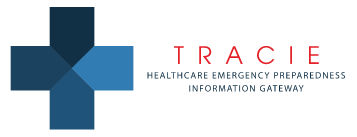 TRACIE
HEALTHCARE EMERGENCY PREPAREDNESS
INFORMATION GATEWAY